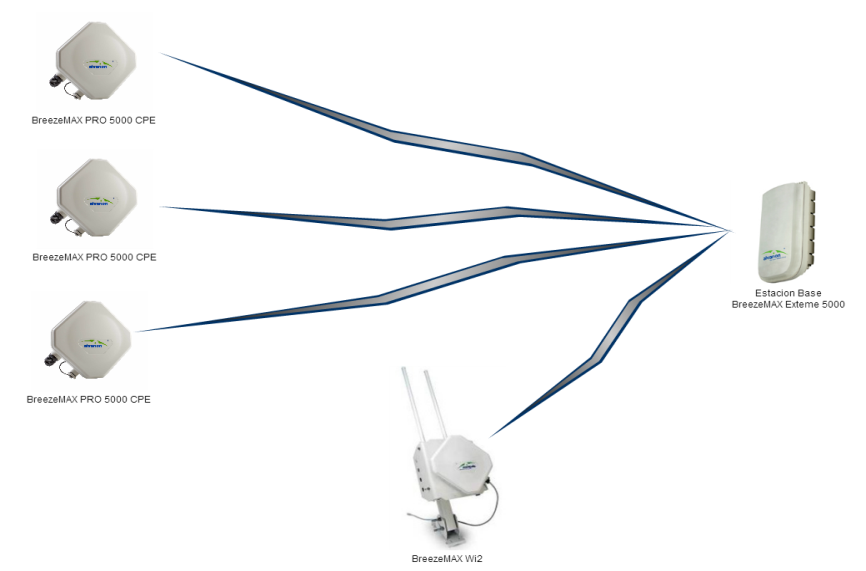 BreezeMAX PRO 5000 CPE
BreezeMAX PRO 5000 CPE
Estacion Base
BreezeMAX Exteme 5000
BreezeMAX PRO 5000 CPE
BreezeMAX Wi2